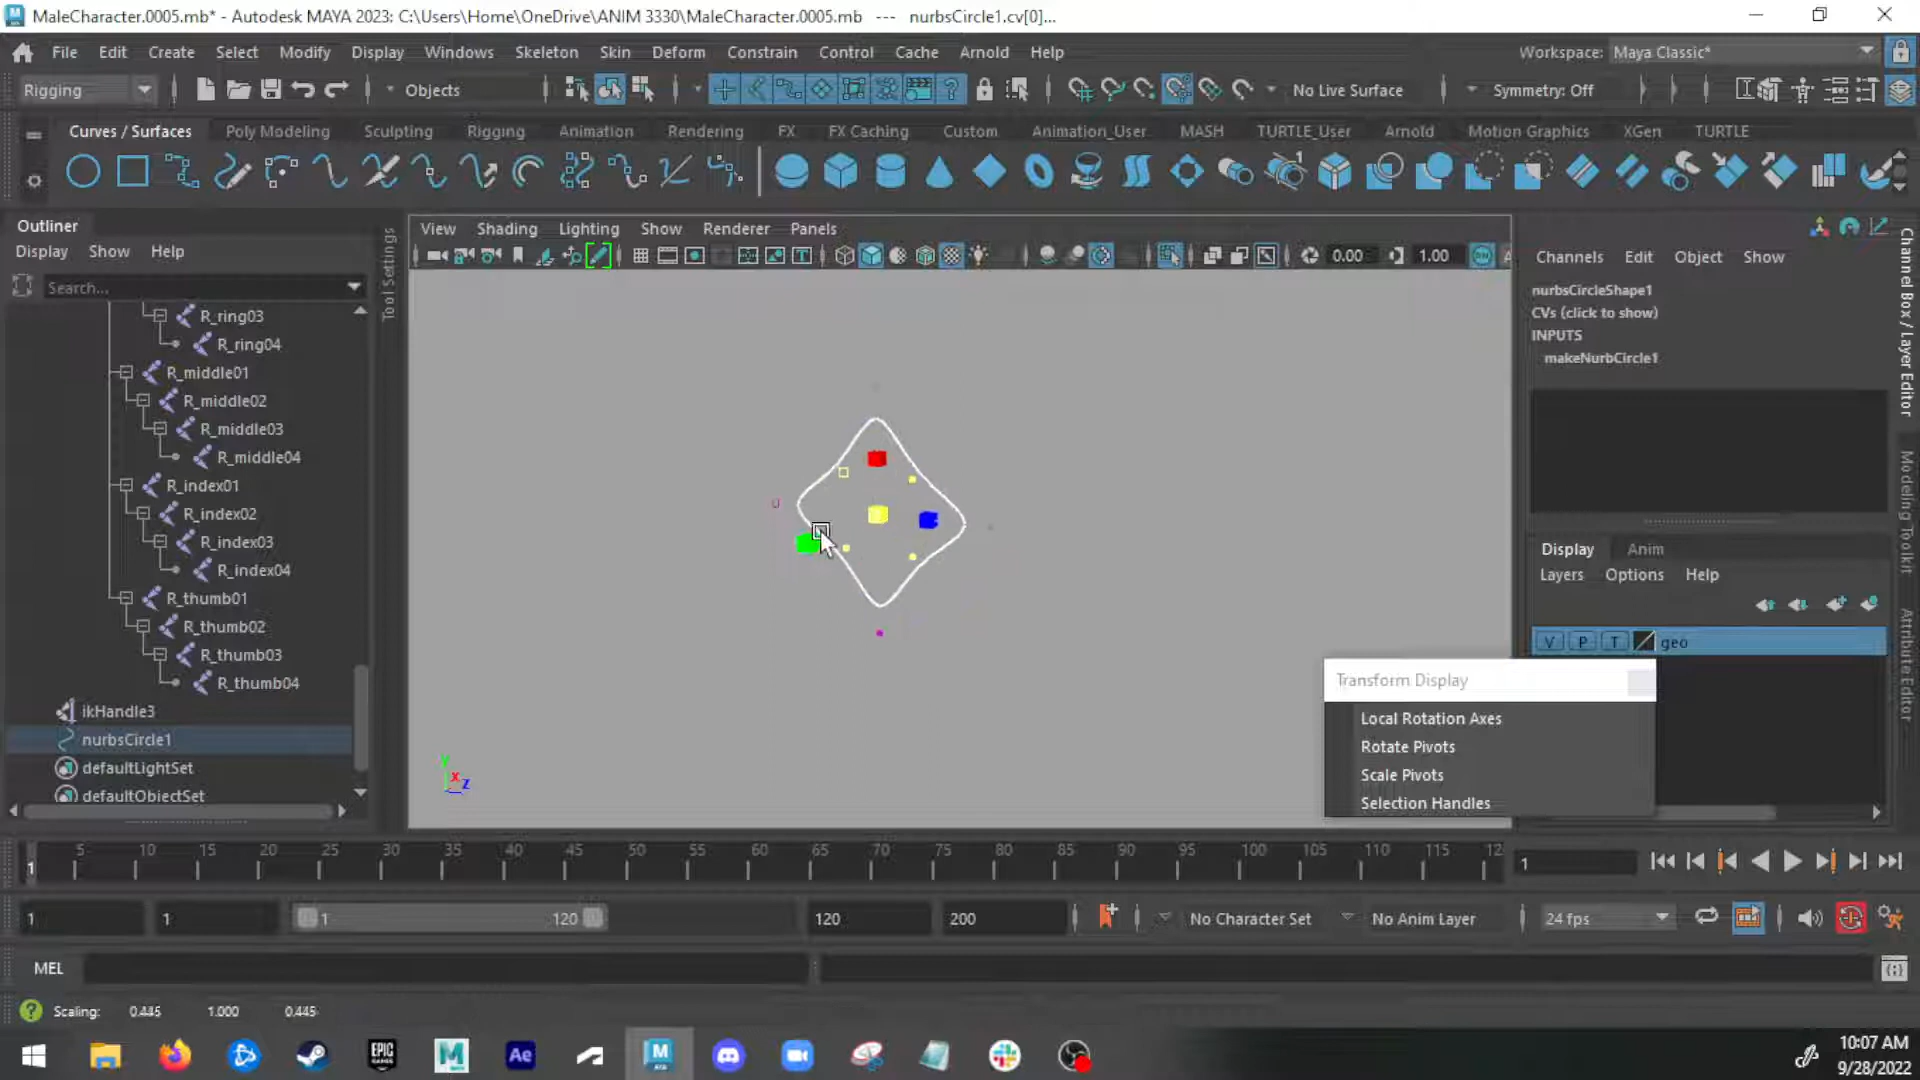 MaleCharacter.0005.mb* - Autodesk MAYA 2023: C:\Users\Home\OneDrive\ANIM 3330\MaleCharacter.0005.mb --- nurbsCircle1.cv[0]...
File Edit Create Select Modify Display Windows Skeleton Skin Deform Constrain Control Cache Arnold Help Workspace: Maya Classic*
Rigging Objects No Live Surface Symmetry: Off
Curves / Surfaces Poly Modeling Sculpting Rigging Animation Rendering FX FX Caching Custom Animation_User MASH TURTLE_User Arnold Motion Graphics XGen TURTLE
Outliner
Display Show Help
Search...
R_ring03
R_ring04
R_middle01
R_middle02
R_middle03
R_middle04
R_index01
R_index02
R_index03
R_index04
R_thumb01
R_thumb02
R_thumb03
R_thumb04
ikHandle3
nurbsCircle1
defaultLightSet
defaultObjectSet
Tool Settings
View Shading Lighting Show Renderer Panels
0.00 1.00
U
y
x
z
Channels Edit Object Show
nurbsCircleShape1
CVs (click to show)
INPUTS
makeNurbCircle1
Display Anim
Layers Options Help
V P T geo
Transform Display
Local Rotation Axes
Rotate Pivots
Scale Pivots
Selection Handles
Channel Box / Layer Editor
Modeling Toolkit
Attribute Editor
5 10 15 20 25 30 35 40 45 50 55 60 65 70 75 80 85 90 95 100 105 110 115 12
1 1
1 1 1 120 120 200 No Character Set No Anim Layer 24 fps
MEL
Scaling: 0.445 1.000 0.445
EPIC GAMES M Ae M
10:07 AM
9/28/2022